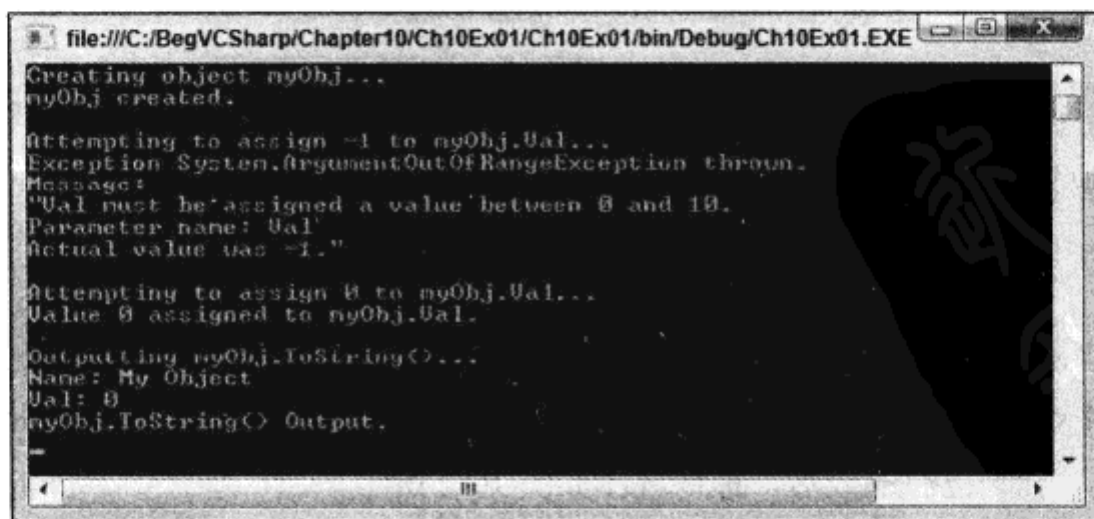 file:///C:/BegVCSharp/Chapter10/Ch10Ex01/Ch10Ex01/bin/Debug/Ch10Ex01.EXE
Creating object myObj...
myObj created.
Attempting to assign -1 to myObj.Val...
Exception System.ArgumentOutOfRangeException thrown.
Message:
"Val must be assigned a value between 0 and 10.
Parameter name: Val
Actual value was -1."
Attempting to assign 0 to myObj.Val...
Value 0 assigned to myObj.Val.
Outputting myObj.ToString()...
Name: My Object
Val: 0
myObj.ToString() Output.